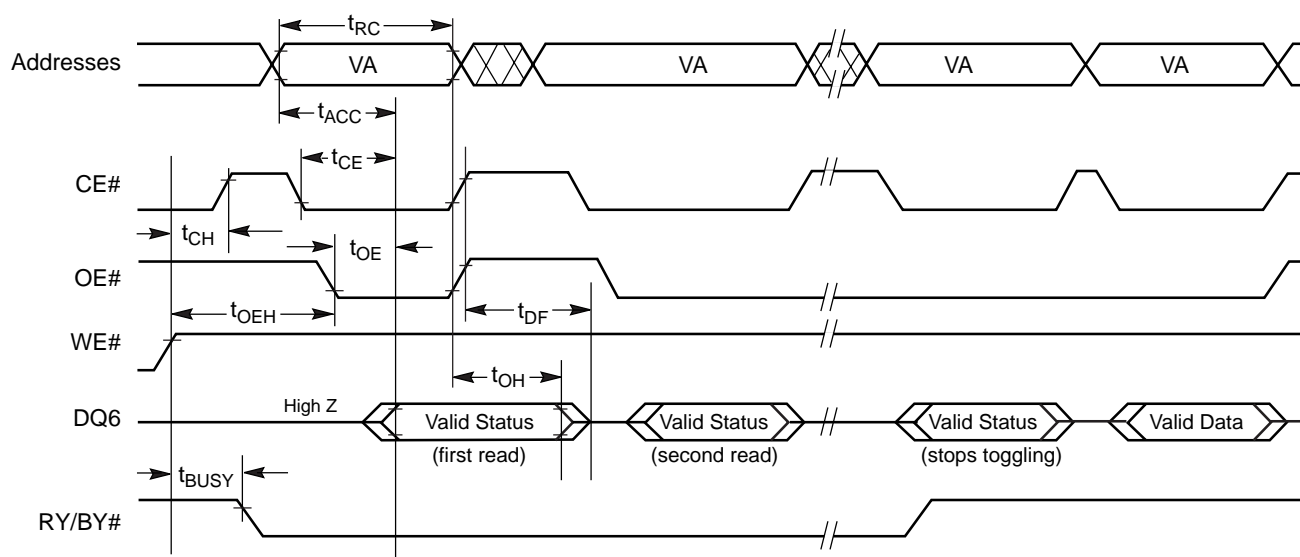 tRC
Addresses VA VA VA VA
tACC
tCE
CE#
tCH tOE
OE#
tOEH tDF
WE#
tOH
High Z
DQ6 Valid Status Valid Status Valid Status Valid Data
(first read) (second read) (stops toggling)
tBUSY
RY/BY#